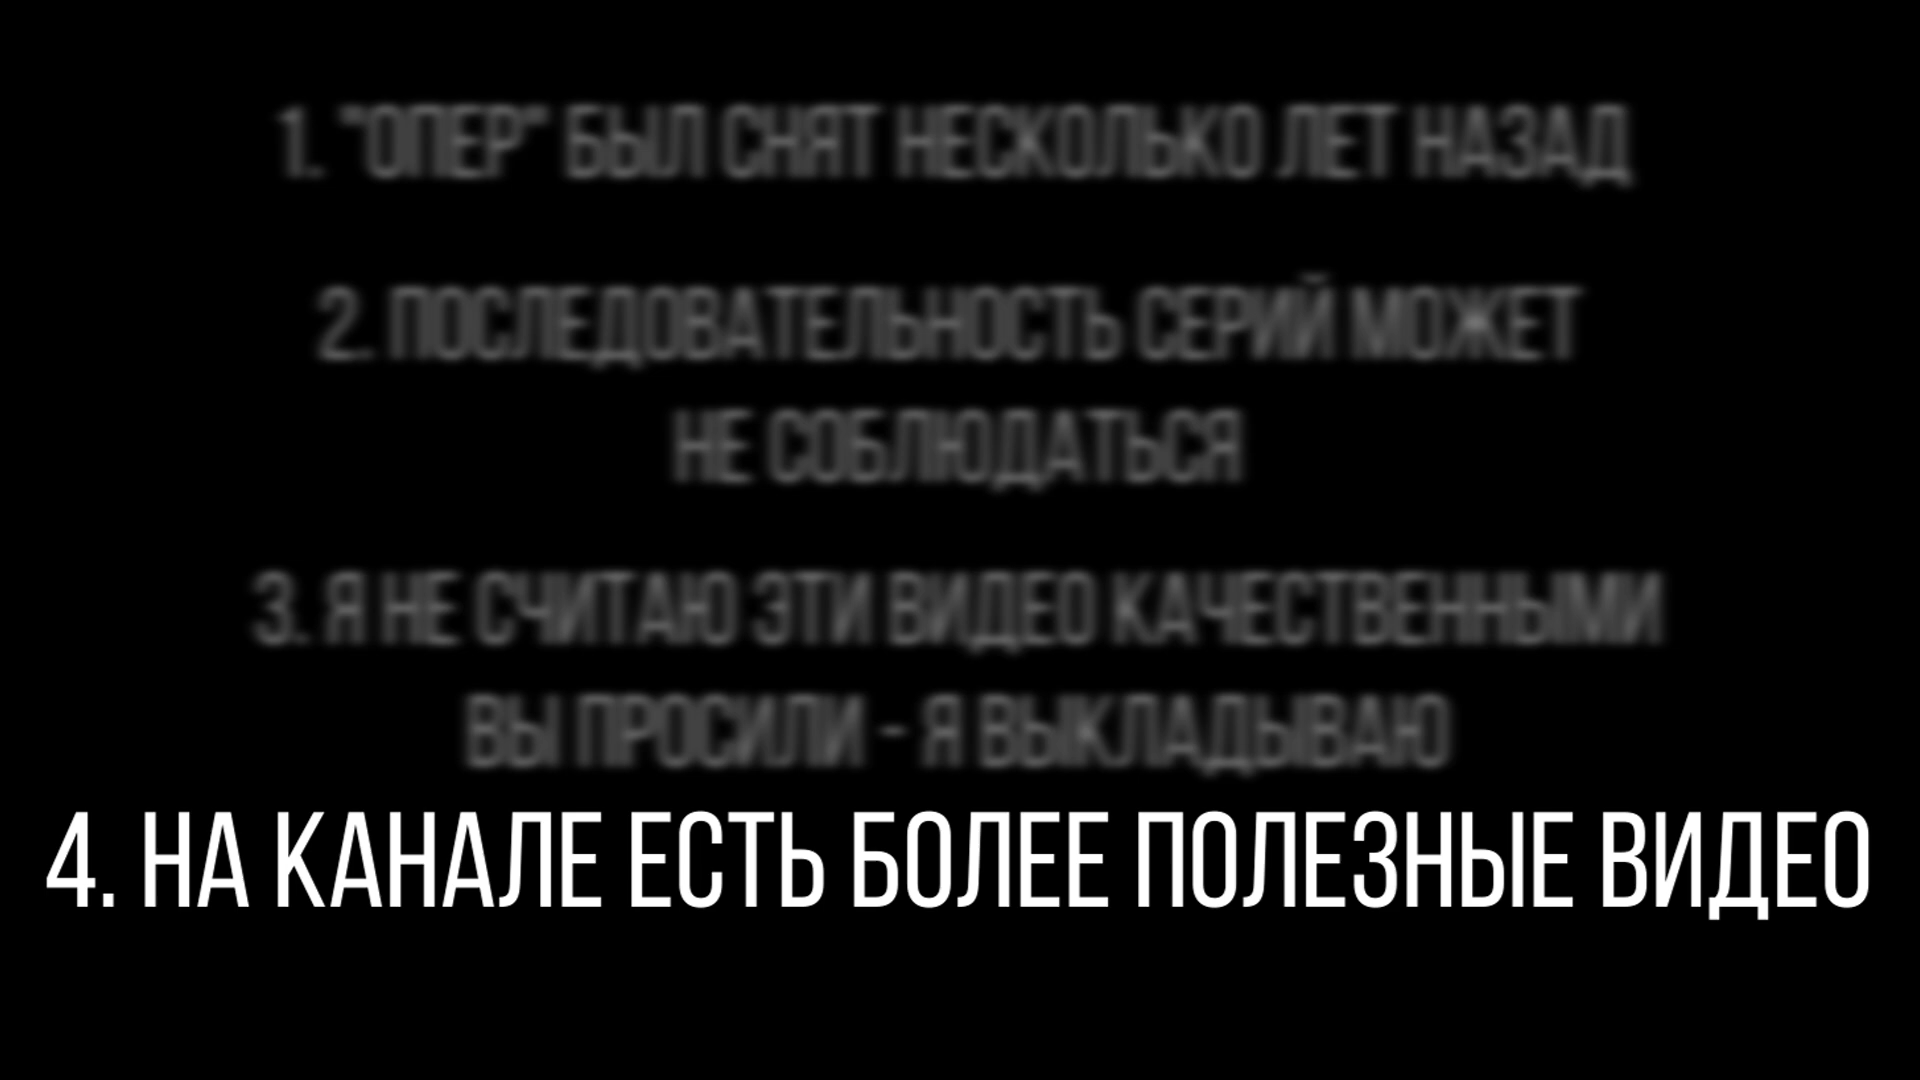 1. "ОПЕР" БЫЛ СНЯТ НЕСКОЛЬКО ЛЕТ НАЗАД
2. ПОСЛЕДОВАТЕЛЬНОСТЬ СЕРИЙ МОЖЕТ
НЕ СОБЛЮДАТЬСЯ
3. Я НЕ СЧИТАЮ ЭТИ ВИДЕО КАЧЕСТВЕННЫМИ
ВЫ ПРОСИЛИ - Я ВЫКЛАДЫВАЮ
4. НА КАНАЛЕ ЕСТЬ БОЛЕЕ ПОЛЕЗНЫЕ ВИДЕО